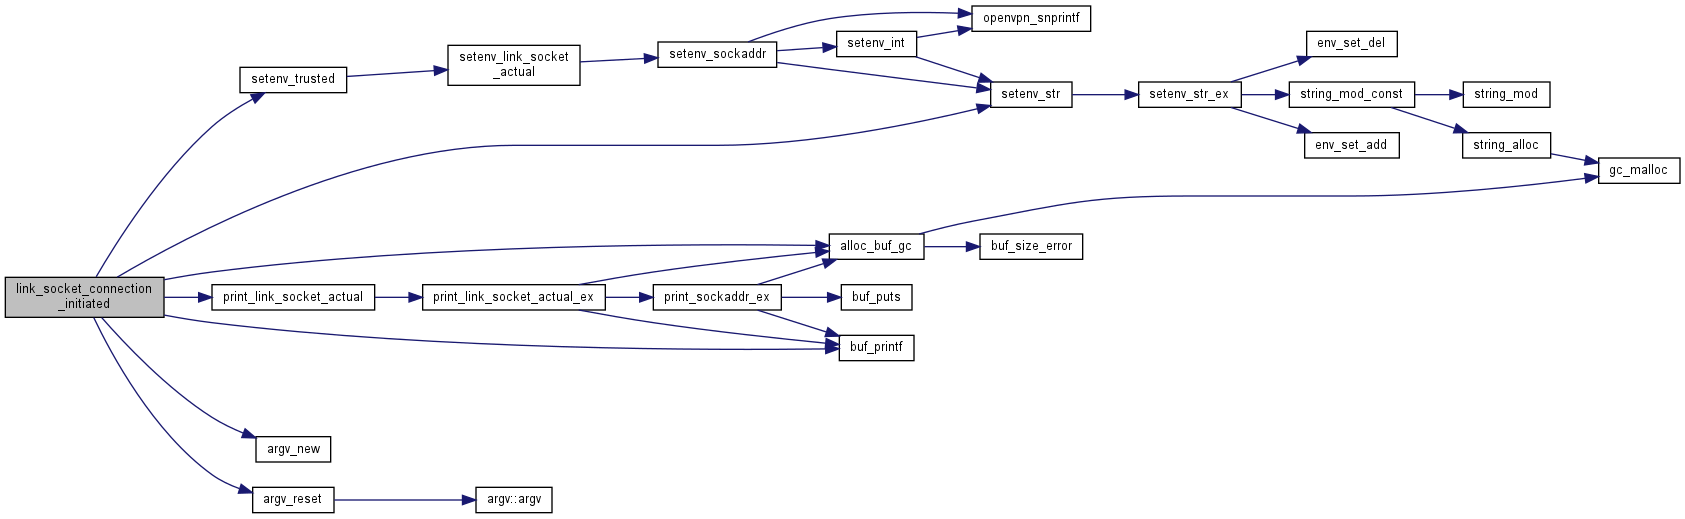 link_socket_connection
_initiated
setenv_trusted
setenv_link_socket
_actual
setenv_sockaddr
setenv_int
openvpn_snprintf
setenv_str
setenv_str_ex
env_set_del
string_mod_const
env_set_add
string_mod
string_alloc
gc_malloc
alloc_buf_gc
buf_size_error
print_link_socket_actual
print_link_socket_actual_ex
print_sockaddr_ex
buf_puts
buf_printf
argv_new
argv_reset
argv::argv